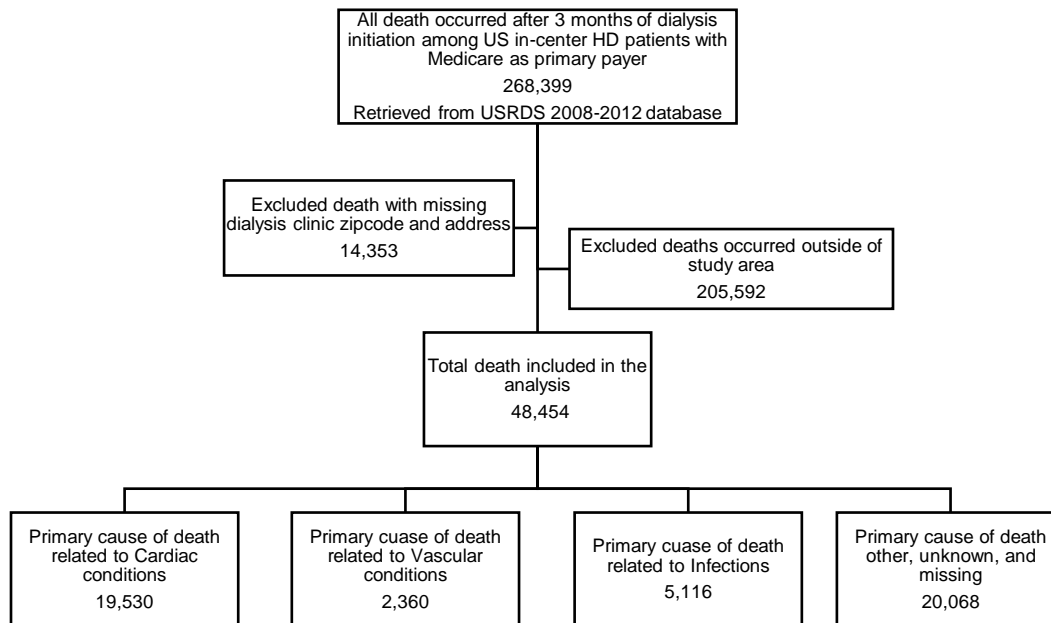 All death occurred after 3 months of dialysis
initiation among US in-center HD patients with
Medicare as primary payer
268,399
Retrieved from USRDS 2008-2012 database
Excluded death with missing
dialysis clinic zipcode and address
14,353
Excluded deaths occurred outside of
study area
205,592
Total death included in the
analysis
48,454
Primary cause of death
related to Cardiac
conditions
19,530
Primary cause of death
related to Vascular
conditions
2,360
Primary cuase of death
related to Infections
5,116
Primary cause of death
other, unknown, and
missing
20,068